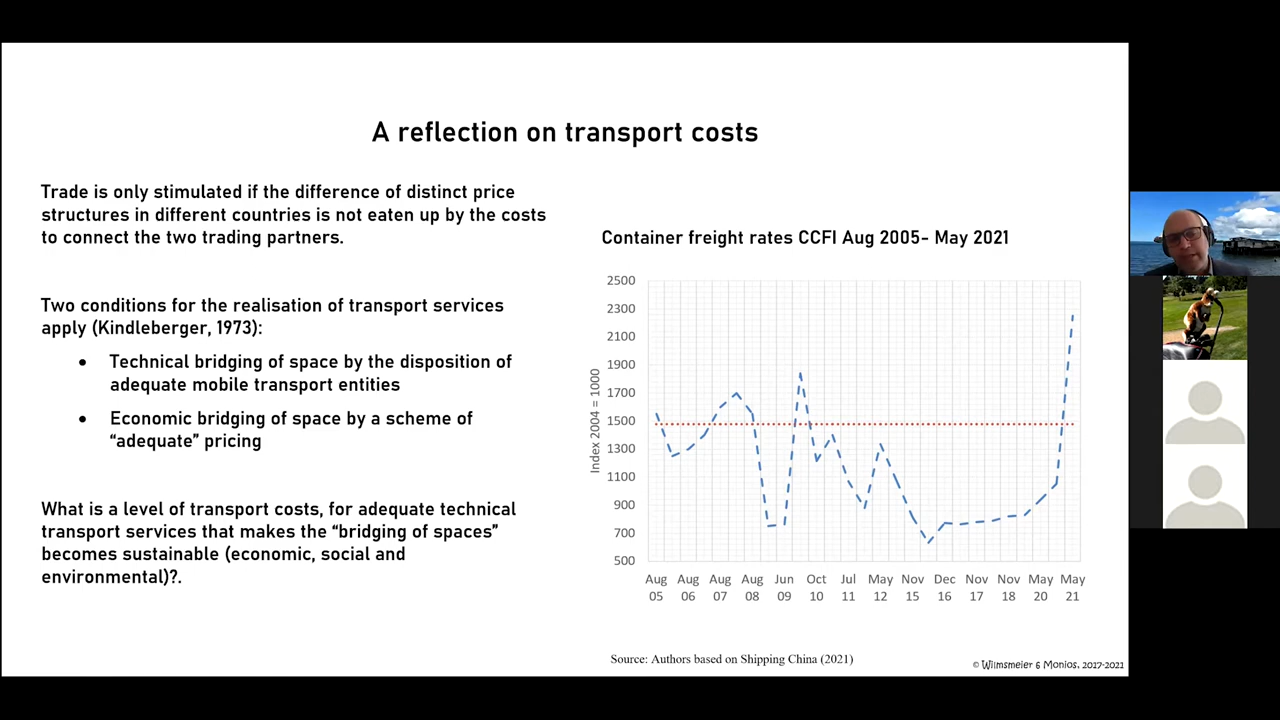 A reflection on transport costs
Trade is only stimulated if the difference of distinct price
structures in different countries is not eaten up by the costs
to connect the two trading partners.
Two conditions for the realisation of transport services
apply (Kindleberger, 1973):
• Technical bridging of space by the disposition of
adequate mobile transport entities
• Economic bridging of space by a scheme of
“adequate” pricing
What is a level of transport costs, for adequate technical
transport services that makes the “bridging of spaces”
becomes sustainable (economic, social and
environmental)?.
Container freight rates CCFI Aug 2005- May 2021
Index 2004 = 1000
2500
2300
2100
1900
1700
1500
1300
1100
900
700
500
Aug Aug Aug Aug Jun Oct Jul May Nov Dec Nov Nov May May
05 06 07 08 09 10 11 12 15 16 17 18 20 21
Source: Authors based on Shipping China (2021)
© Wilmsmeier & Monios, 2017-2021